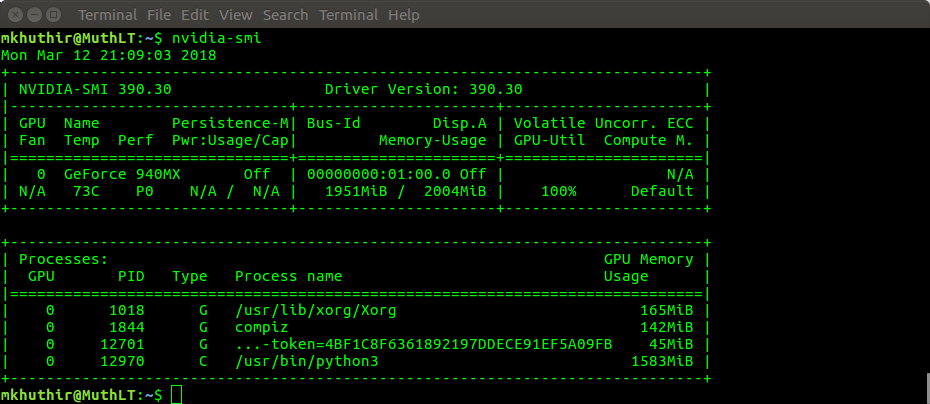 Terminal File Edit View Search Terminal Help
mkhuthir@MuthLT:~$ nvidia-smi
Mon Mar 12 21:09:03 2018
+-----------------------------------------------------------------------------+
| NVIDIA-SMI 390.30                 Driver Version: 390.30                    |
|-------------------------------+----------------------+----------------------+
| GPU  Name        Persistence-M| Bus-Id        Disp.A | Volatile Uncorr. ECC |
| Fan  Temp  Perf  Pwr:Usage/Cap|         Memory-Usage | GPU-Util  Compute M. |
|===============================+======================+======================|
|   0  GeForce 940MX       Off  | 00000000:01:00.0 Off |                  N/A |
| N/A   73C    P0    N/A /  N/A |   1951MiB /  2004MiB |    100%      Default |
+-------------------------------+----------------------+----------------------+

+-----------------------------------------------------------------------------+
| Processes:                                                       GPU Memory |
|  GPU       PID   Type   Process name                             Usage      |
|=============================================================================|
|    0      1018      G   /usr/lib/xorg/Xorg                           165MiB |
|    0      1844      G   compiz                                       142MiB |
|    0     12701      G   ...-token=4BF1C8F6361892197DDECE91EF5A09FB    45MiB |
|    0     12970      C   /usr/bin/python3                            1583MiB |
+-----------------------------------------------------------------------------+
mkhuthir@MuthLT:~$